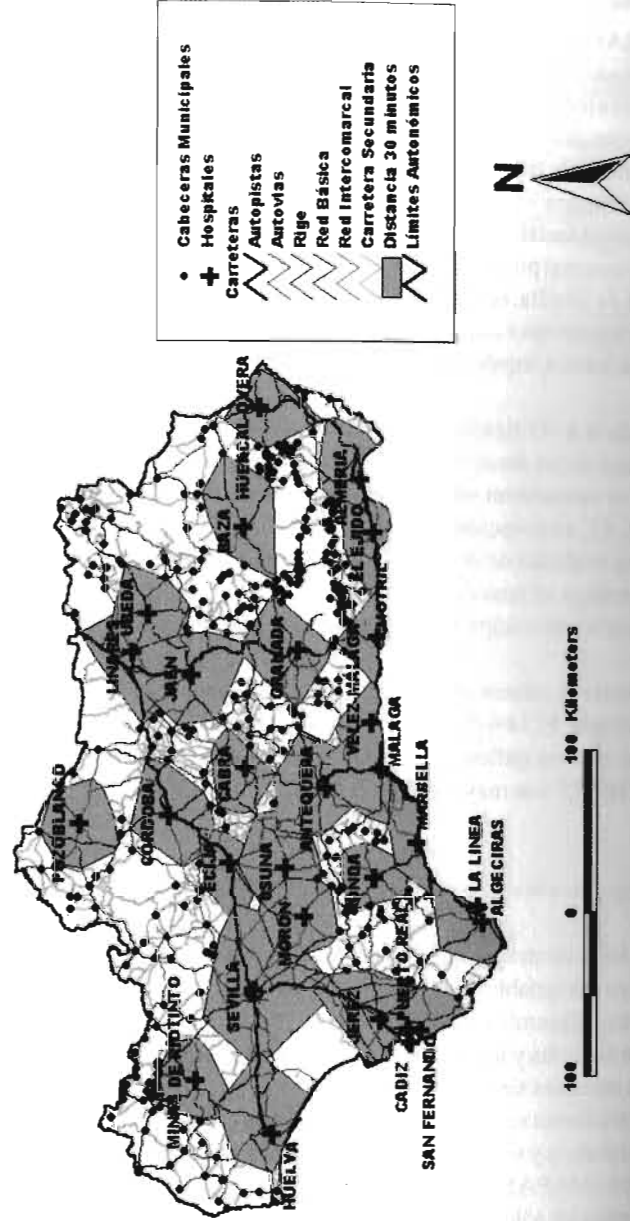 Cabeceras Municipales
Hospitales
Carreteras
Autopistas
Autovías
Rige
Red Básica
Red Intercomarcal
Carretera Secundaria
Distancia 30 minutos
Límites Autonómicos
N
POZOBLANCO
LINARES
UBEDA
CORDOBA
JAEN
MINAS DE RIOTINTO
BAZA
HUERCAL OVERA
ECIJA
CABRA
SEVILLA
OSUNA
GRANADA
HUELVA
MORON
ANTEQUERA
ALMERIA
EL EJIDO
MOTRIL
VELEZ-MALAGA
MALAGA
RONDA
JEREZ
MARBELLA
CADIZ
PUERTO REAL
SAN FERNANDO
LA LINEA
ALGECIRAS
100 0 100 Kilometers